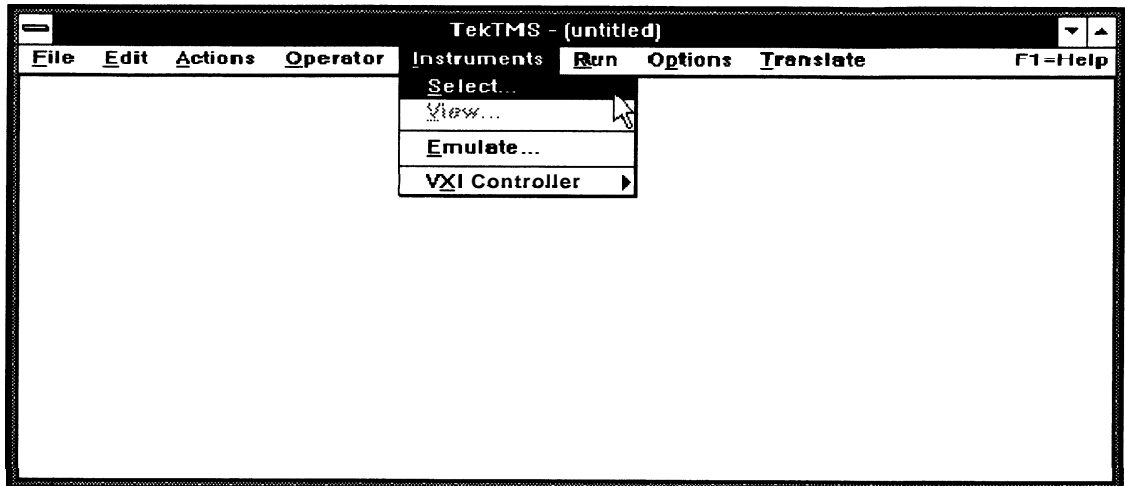 TekTMS - (untitled)
File Edit Actions Operator Instruments Run Options Translate F1=Help
Select...
View...
Emulate...
VXI Controller